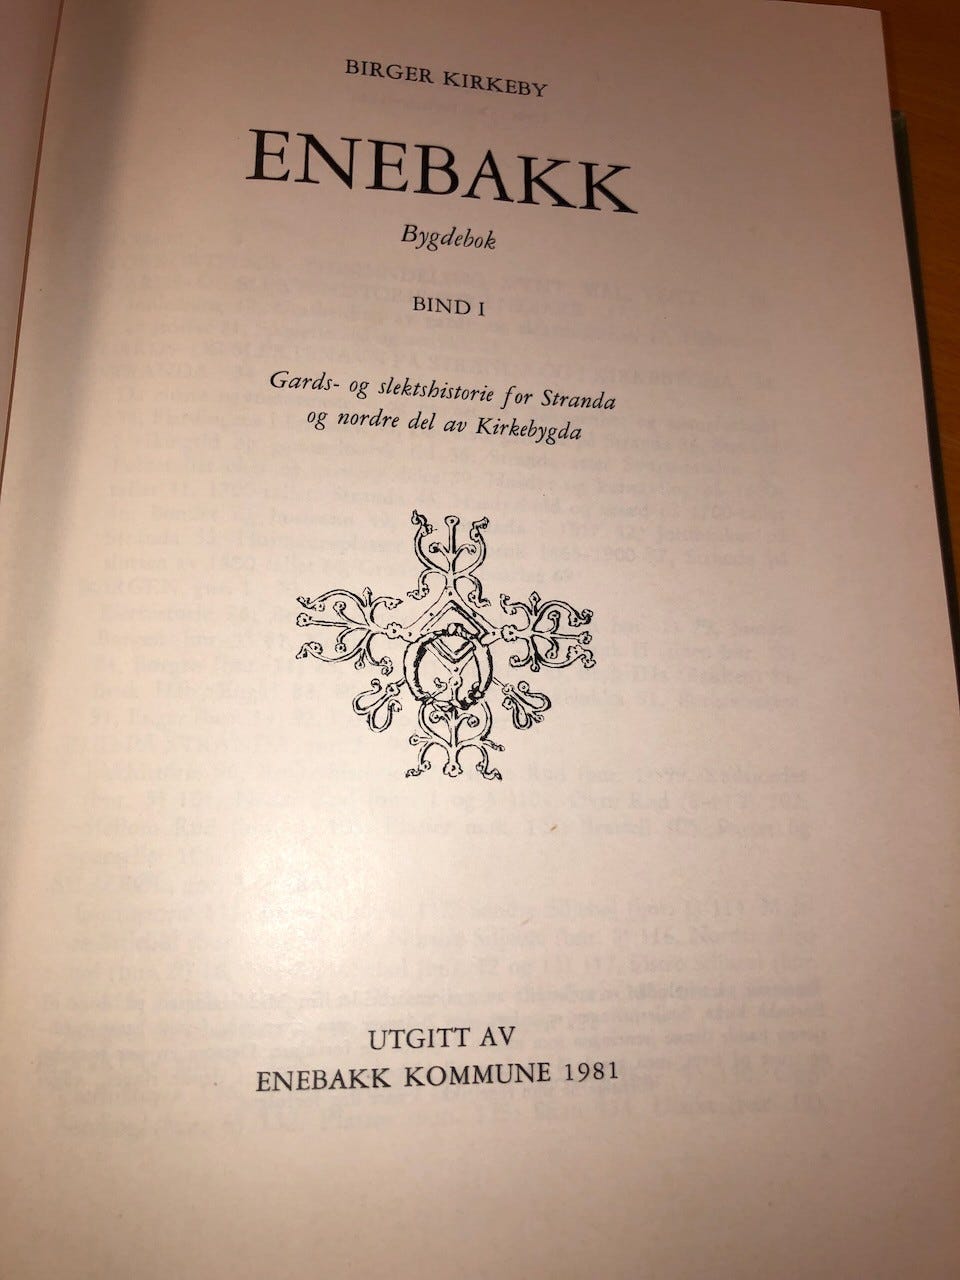 BIRGER KIRKEBY
ENEBAKK
Bygdebok
BIND I
Gards- og slektshistorie for Stranda
og nordre del av Kirkebygda
UTGITT AV
ENEBAKK KOMMUNE 1981